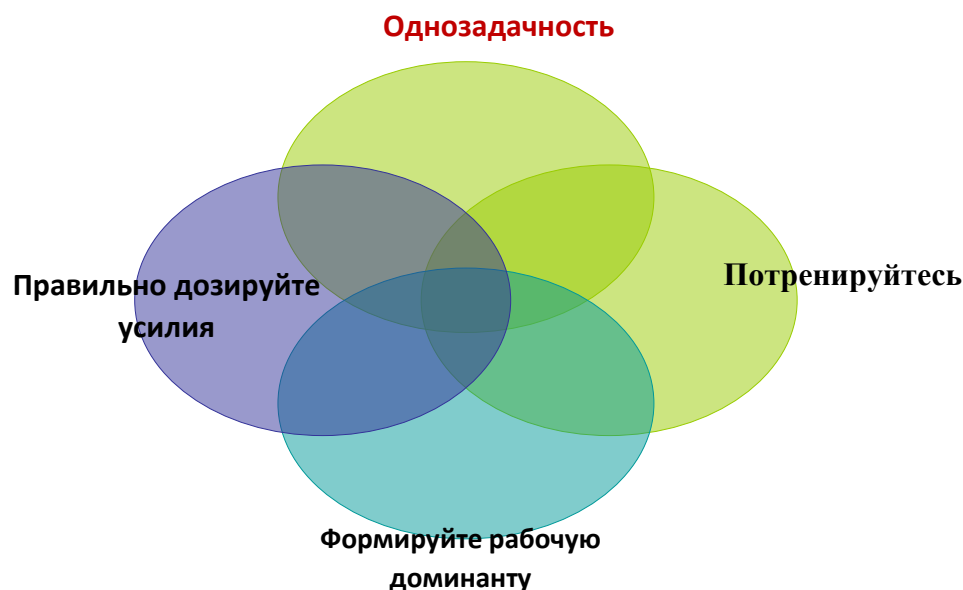 Однозадачность
Правильно дозируйте
усилия
Потренируйтесь
Формируйте рабочую
доминанту